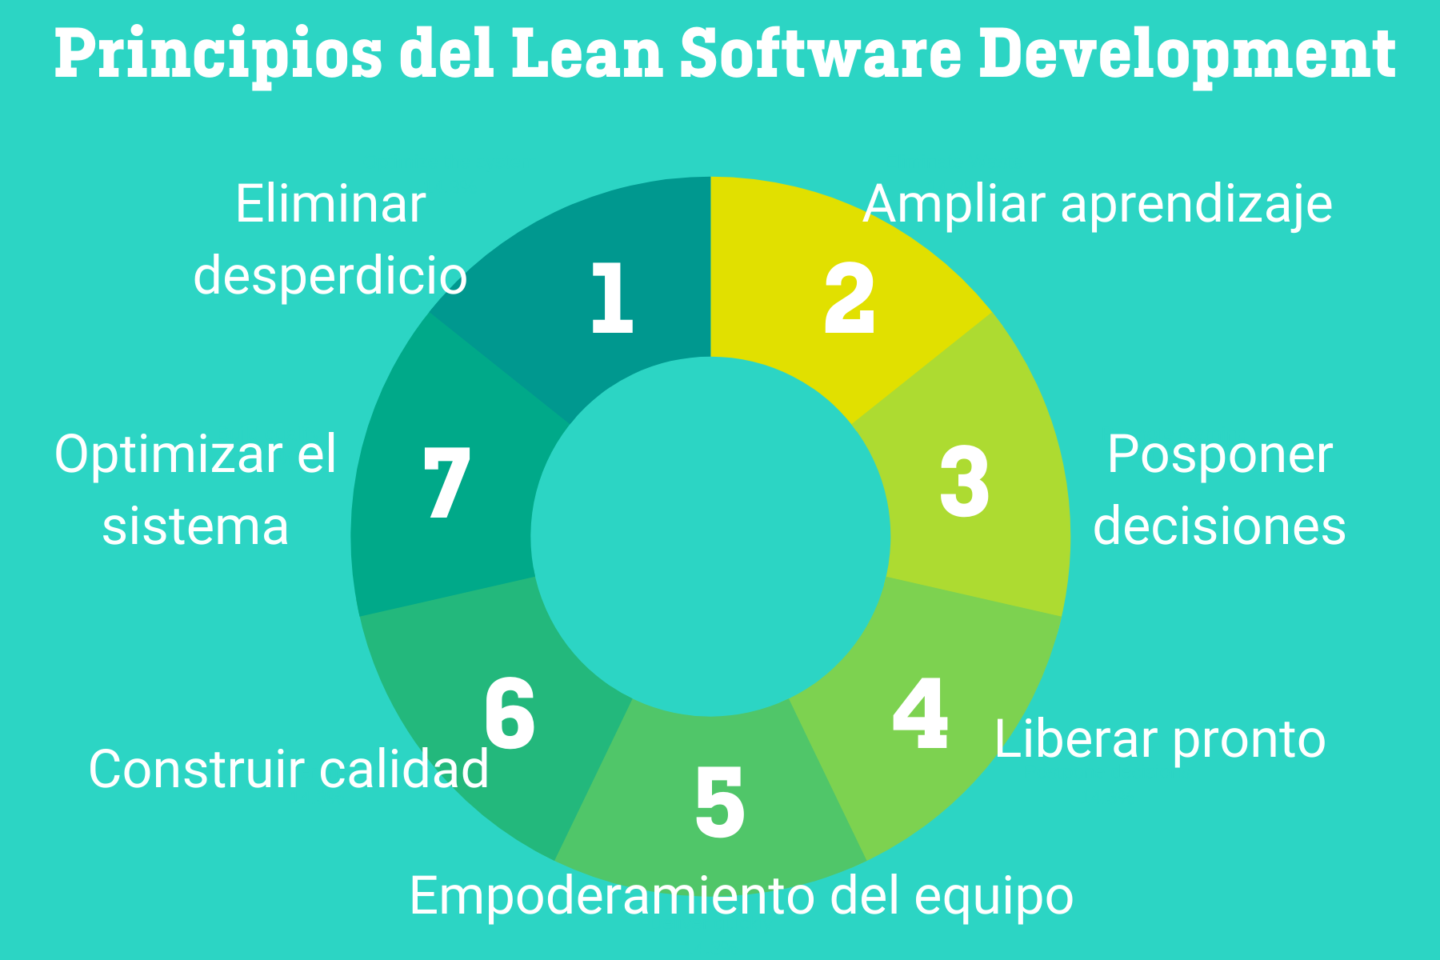 Principios del Lean Software Development
1
Eliminar
desperdicio
2
Ampliar aprendizaje
3
Posponer
decisiones
4
Liberar pronto
5
Empoderamiento del equipo
6
Construir calidad
7
Optimizar el
sistema